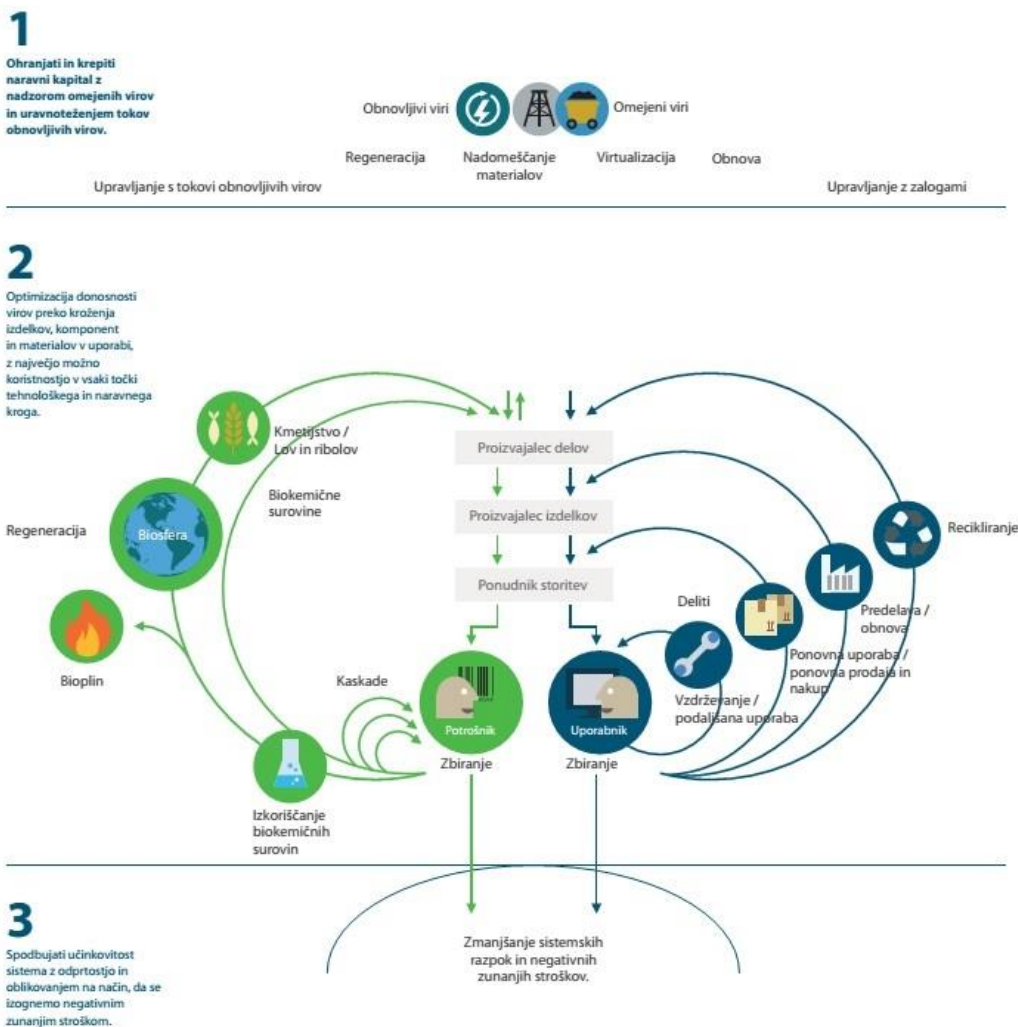 1
Ohranjati in krepiti
naravni kapital z
nadzorom omejenih virov
in uravnoteženjem tokov
obnovljivih virov.
Obnovljivi viri
Omejeni viri
Regeneracija
Nadomeščanje
materialov
Virtualizacija
Obnova
Upravljanje s tokovi obnovljivih virov
Upravljanje z zalogami
2
Optimizacija donosnosti
virov preko kroženja
izdelkov, komponent
in materialov v uporabi,
z največjo možno
koristnostjo v vsaki točki
tehnološkega in naravnega
kroga.
Kmetijstvo /
Lov in ribolov
Biokemične
surovine
Regeneracija
Biosfera
Bioplin
Kaskade
Izkoriščanje
biokemičnih
surovin
Proizvajalec delov
Proizvajalec izdelkov
Ponudnik storitev
Potrošnik
Uporabnik
Zbiranje
Zbiranje
Deliti
Vzdrževanje /
podaljšana uporaba
Ponovna uporaba /
ponovna prodaja in
nakup
Predelava /
obnova
Recikliranje
3
Spodbujati učinkovitost
sistema z odprtostjo in
oblikovanjem na način, da se
izognemo negativnim
zunanjim stroškom.
Zmanjšanje sistemskih
razpok in negativnih
zunanjih stroškov.